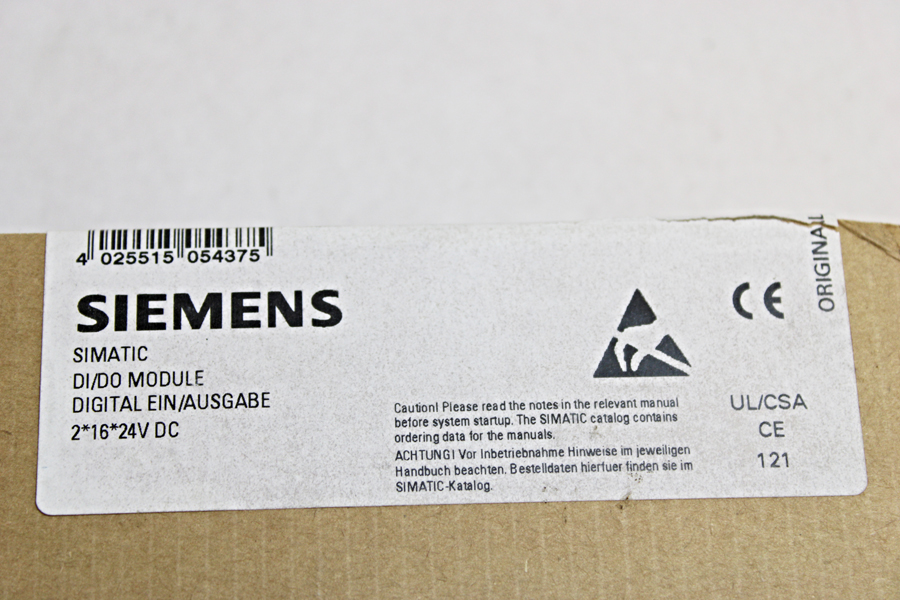 4 025515 054375
SIEMENS
SIMATIC
DI/DO MODULE
DIGITAL EIN/AUSGABE
2*16*24V DC
Caution! Please read the notes in the relevant manual
before system startup. The SIMATIC catalog contains
ordering data for the manuals.
ACHTUNG! Vor Inbetriebnahme Hinweise im jeweiligen
Handbuch beachten. Bestelldaten hierfuer finden sie im
SIMATIC-Katalog.
CE
ORIGINAL
UL/CSA
CE
121